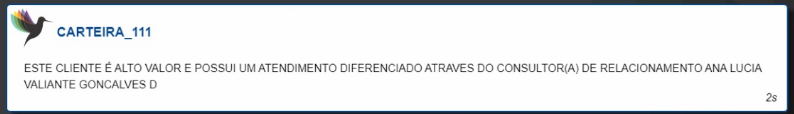 CARTEIRA_111
ESTE CLIENTE É ALTO VALOR E POSSUI UM ATENDIMENTO DIFERENCIADO ATRAVES DO CONSULTOR(A) DE RELACIONAMENTO ANA LUCIA
VALIANTE GONCALVES D
2s